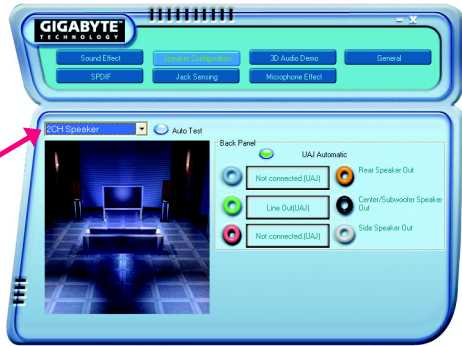 GIGABYTE™
TECHNOLOGY
– X
Sound Effect
Speaker Configuration
3D Audio Demo
General
SPDIF
Jack Sensing
Microphone Effect
2CH Speaker
Auto Test
Back Panel
UAJ Automatic
Not connected.(UAJ)
Rear Speaker Out
Line Out(UAJ)
Center/Subwoofer Speaker
Out
Not connected.(UAJ)
Side Speaker Out